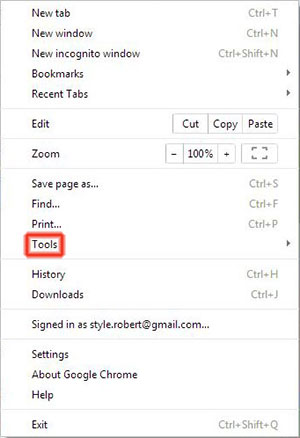 New tab Ctrl+T
New window Ctrl+N
New incognito window Ctrl+Shift+N
Bookmarks
Recent Tabs
Edit Cut Copy Paste
Zoom − 100% +
Save page as... Ctrl+S
Find... Ctrl+F
Print... Ctrl+P
Tools
History Ctrl+H
Downloads Ctrl+J
Signed in as style.robert@gmail.com...
Settings
About Google Chrome
Help
Exit Ctrl+Shift+Q